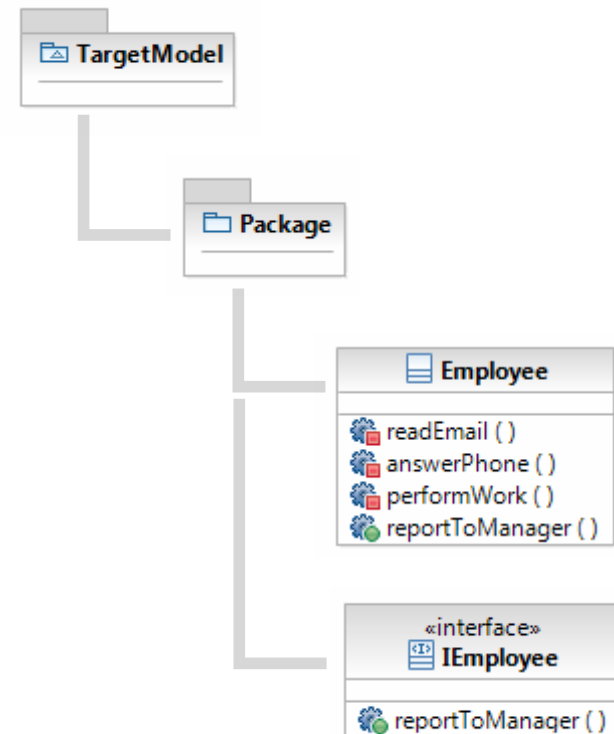 TargetModel
Package
Employee
readEmail ( )
answerPhone ( )
performWork ( )
reportToManager ( )
«interface»
IEmployee
reportToManager ( )